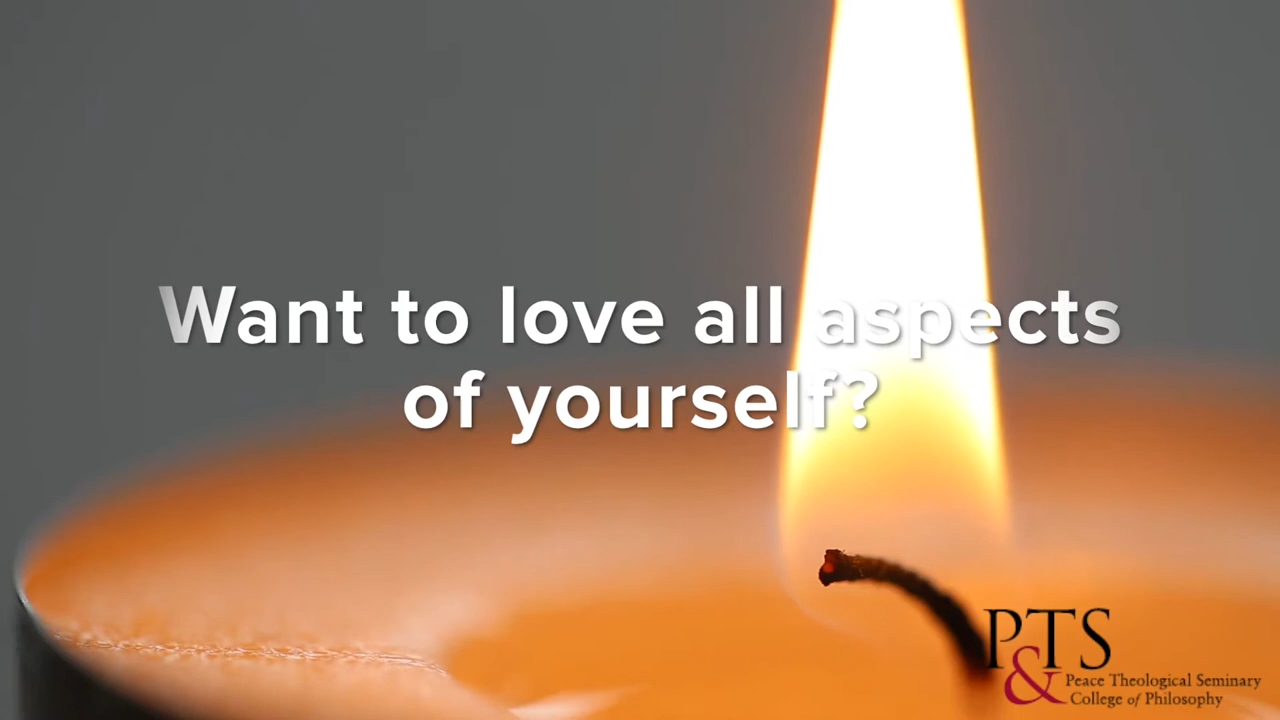 Want to love all aspects
of yourself?
PTS
&
Peace Theological Seminary
College of Philosophy